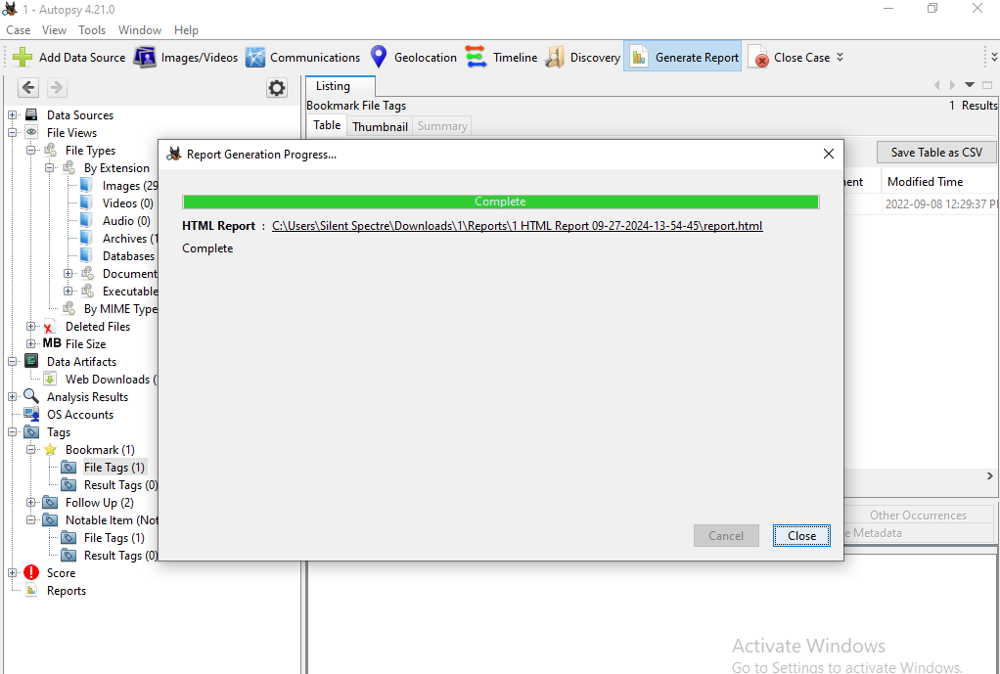 1 - Autopsy 4.21.0
Case View Tools Window Help
Add Data Source Images/Videos Communications Geolocation Timeline Discovery Generate Report Close Case
Listing
Bookmark File Tags
1 Results
Table Thumbnail Summary
Save Table as CSV
Modified Time
2022-09-08 12:29:37
Data Sources
File Views
File Types
By Extension
Images (29
Videos (0)
Audio (0)
Archives (1
Databases
Document
Executable
By MIME Type
Deleted Files
MB File Size
Data Artifacts
Web Downloads (
Analysis Results
OS Accounts
Tags
Bookmark (1)
File Tags (1)
Result Tags (0)
Follow Up (2)
Notable Item (Not
File Tags (1)
Result Tags (0)
Score
Reports
Report Generation Progress...
Complete
HTML Report : C:\Users\Silent Spectre\Downloads\1\Reports\1 HTML Report 09-27-2024-13-54-45\report.html
Complete
Cancel Close
Other Occurrences
Metadata
Activate Windows
Go to Settings to activate Windows.